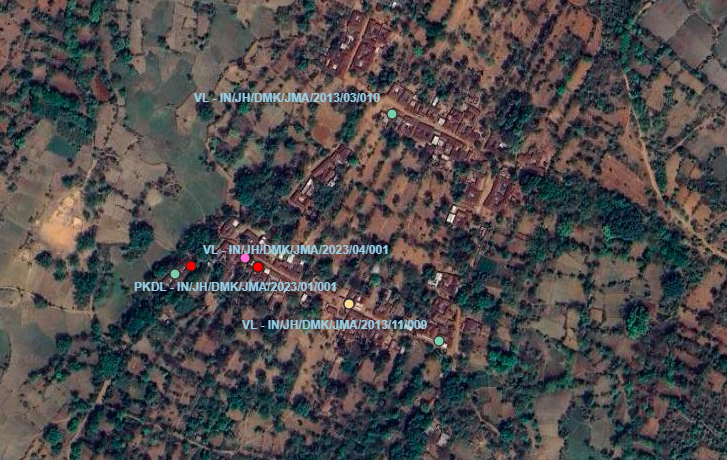 VL - IN/JH/DMK/JMA/2013/03/010
VL - IN/JH/DMK/JMA/2023/04/001
PKDL - IN/JH/DMK/JMA/2023/01/001
VL - IN/JH/DMK/JMA/2013/11/009